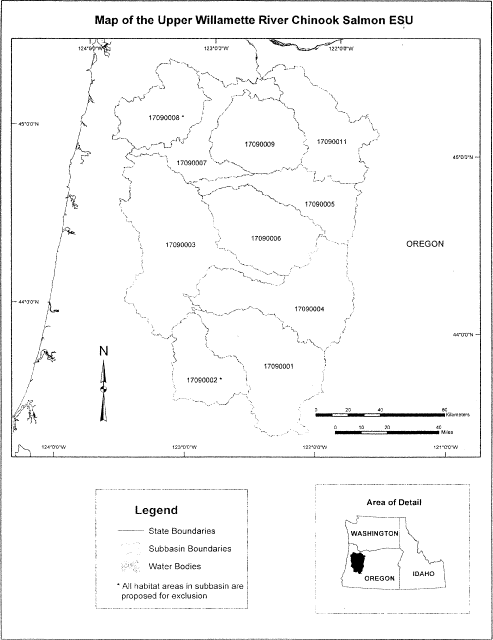 Map of the Upper Willamette River Chinook Salmon ESU
124°0'0"W
123°0'0"W
122°0'0"W
45°0'0"N
17090008 *
17090009
17090011
17090007
45°0'0"N
17090005
17090003
17090006
OREGON
44°0'0"N
17090004
44°0'0"N
N
17090001
17090002 *
0 20 40 80
Kilometers
0 10 20 40
Miles
124°0'0"W
123°0'0"W
122°0'0"W
121°0'0"W
Legend
State Boundaries
Subbasin Boundaries
Water Bodies
* All habitat areas in subbasin are
proposed for exclusion
Area of Detail
WASHINGTON
OREGON
IDAHO